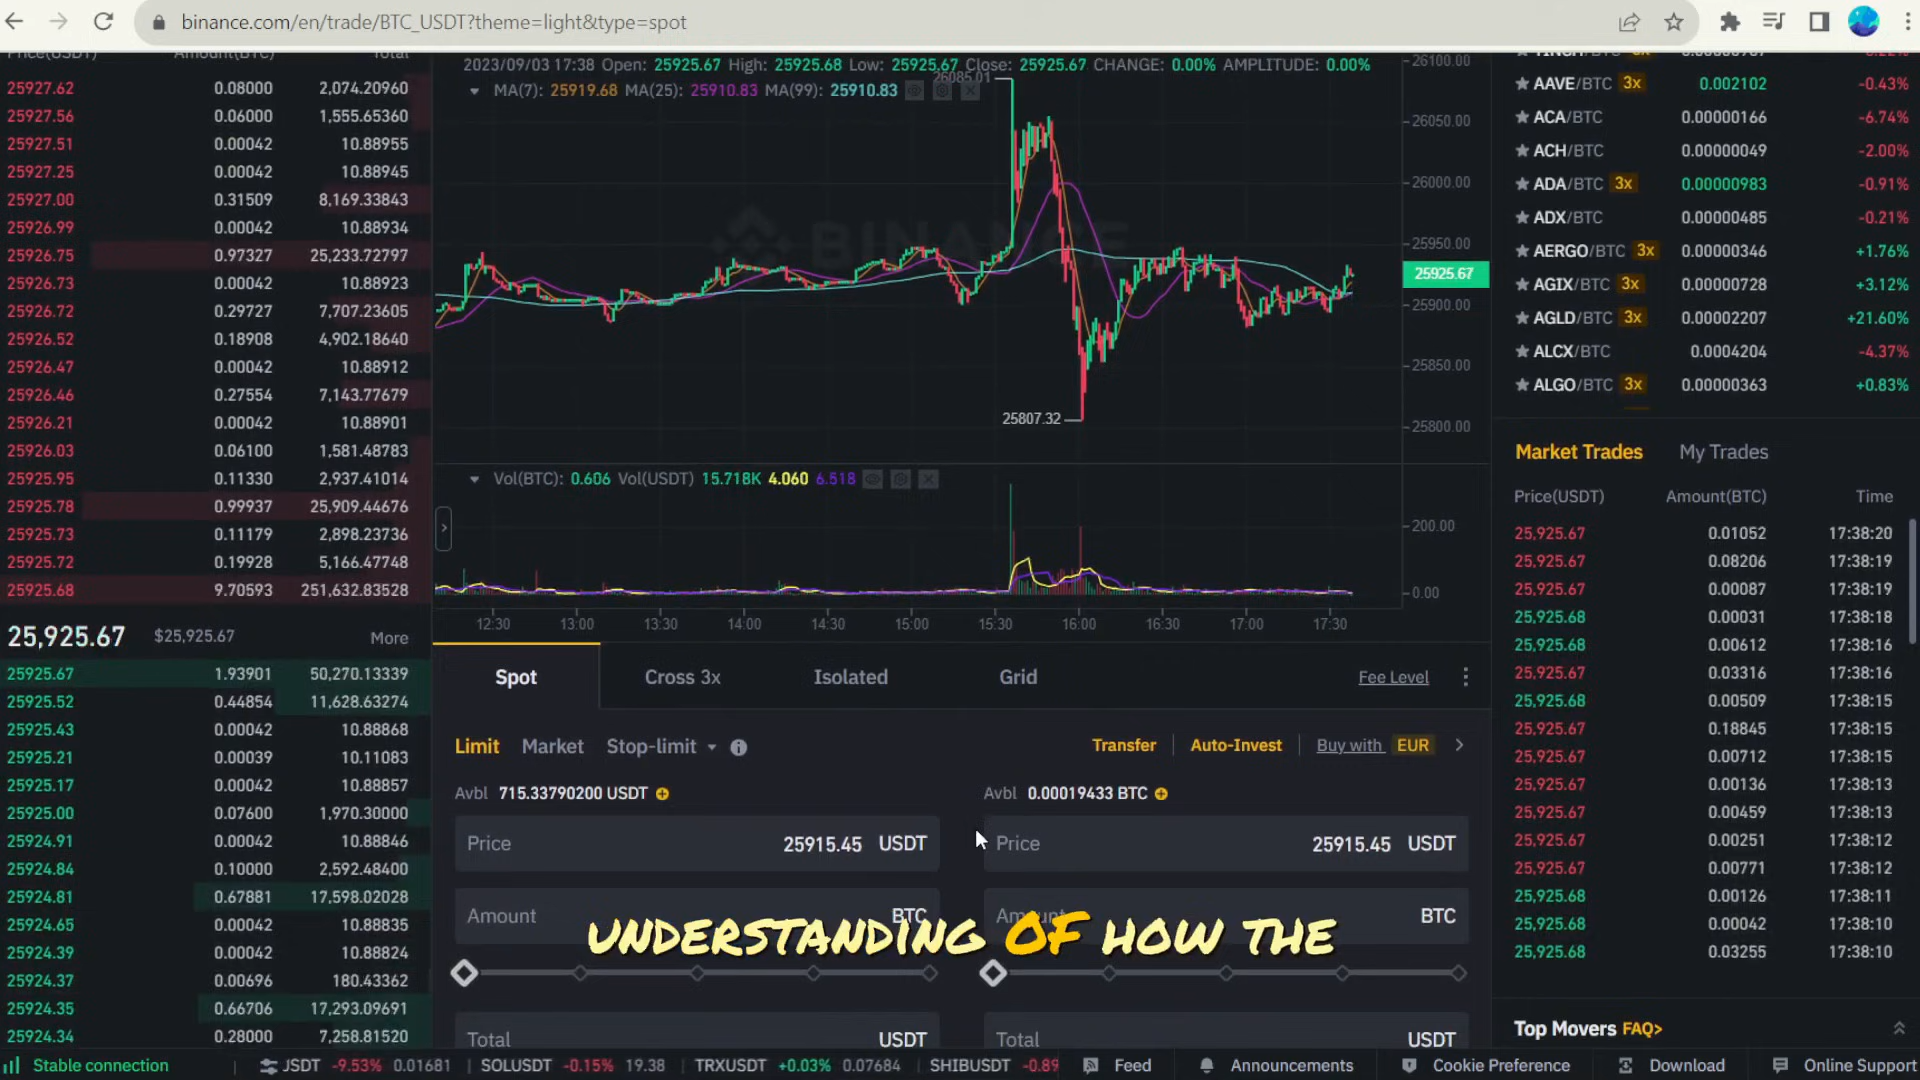 binance.com/en/trade/BTC_USDT?theme=light&type=spot
Price(USDT) Amount(BTC) Total
25927.62 0.08000 2,074.20960
25927.56 0.06000 1,555.65360
25927.51 0.00042 10.88955
25927.25 0.00042 10.88945
25927.00 0.31509 8,169.33843
25926.99 0.00042 10.88934
25926.75 0.97327 25,233.72797
25926.73 0.00042 10.88923
25926.72 0.29727 7,707.23605
25926.52 0.18908 4,902.18640
25926.47 0.00042 10.88912
25926.46 0.27554 7,143.77679
25926.21 0.00042 10.88901
25926.03 0.06100 1,581.48783
25925.95 0.11330 2,937.41014
25925.78 0.99937 25,909.44676
25925.73 0.11179 2,898.23736
25925.72 0.19928 5,166.47748
25925.68 9.70593 251,632.83528
25,925.67 $25,925.67 More
25925.67 1.93901 50,270.13339
25925.52 0.44854 11,628.63274
25925.43 0.00042 10.88868
25925.21 0.00039 10.11083
25925.17 0.00042 10.88857
25925.00 0.07600 1,970.30000
25924.91 0.00042 10.88846
25924.84 0.10000 2,592.48400
25924.81 0.67881 17,598.02028
25924.65 0.00042 10.88835
25924.39 0.00042 10.88824
25924.37 0.00696 180.43362
25924.35 0.66706 17,293.09691
25924.34 0.28000 7,258.81520
2023/09/03 17:38 Open: 25925.67 High: 25925.68 Low: 25925.67 Close: 25925.67 CHANGE: 0.00% AMPLITUDE: 0.00%
MA(7): 25919.68 MA(25): 25910.83 MA(99): 25910.83
26085.01
BINANCE
25807.32
26100.00
26050.00
26000.00
25950.00
25925.67
25900.00
25850.00
25800.00
Vol(BTC): 0.606 Vol(USDT) 15.718K 4.060 6.518
200.00
0.00
12:30 13:00 13:30 14:00 14:30 15:00 15:30 16:00 16:30 17:00 17:30
Spot Cross 3x Isolated Grid Fee Level
Limit Market Stop-limit Transfer Auto-Invest Buy with EUR
Avbl 715.33790200 USDT Avbl 0.00019433 BTC
Price 25915.45 USDT Price 25915.45 USDT
Amount BTC Amount BTC
UNDERSTANDING OF HOW THE
Total USDT Total USDT
AAVE/BTC 3x 0.002102 -0.43%
ACA/BTC 0.00000166 -6.74%
ACH/BTC 0.00000049 -2.00%
ADA/BTC 3x 0.00000983 -0.91%
ADX/BTC 0.00000485 -0.21%
AERGO/BTC 3x 0.00000346 +1.76%
AGIX/BTC 3x 0.00000728 +3.12%
AGLD/BTC 3x 0.00002207 +21.60%
ALCX/BTC 0.0004204 -4.37%
ALGO/BTC 3x 0.00000363 +0.83%
Market Trades My Trades
Price(USDT) Amount(BTC) Time
25,925.67 0.01052 17:38:20
25,925.67 0.08206 17:38:19
25,925.67 0.00087 17:38:19
25,925.68 0.00031 17:38:18
25,925.68 0.00612 17:38:16
25,925.67 0.03316 17:38:16
25,925.68 0.00509 17:38:15
25,925.67 0.18845 17:38:14
25,925.67 0.00712 17:38:14
25,925.67 0.00136 17:38:13
25,925.67 0.00459 17:38:13
25,925.67 0.00251 17:38:12
25,925.67 0.00771 17:38:12
25,925.68 0.00126 17:38:11
25,925.68 0.00042 17:38:10
25,925.68 0.03255 17:38:10
Top Movers FAQ>
Stable connection JSDT -9.53% 0.01681 SOLUSDT -0.15% 19.38 TRXUSDT +0.03% 0.07684 SHIBUSDT -0.89 Feed Announcements Cookie Preference Download Online Support